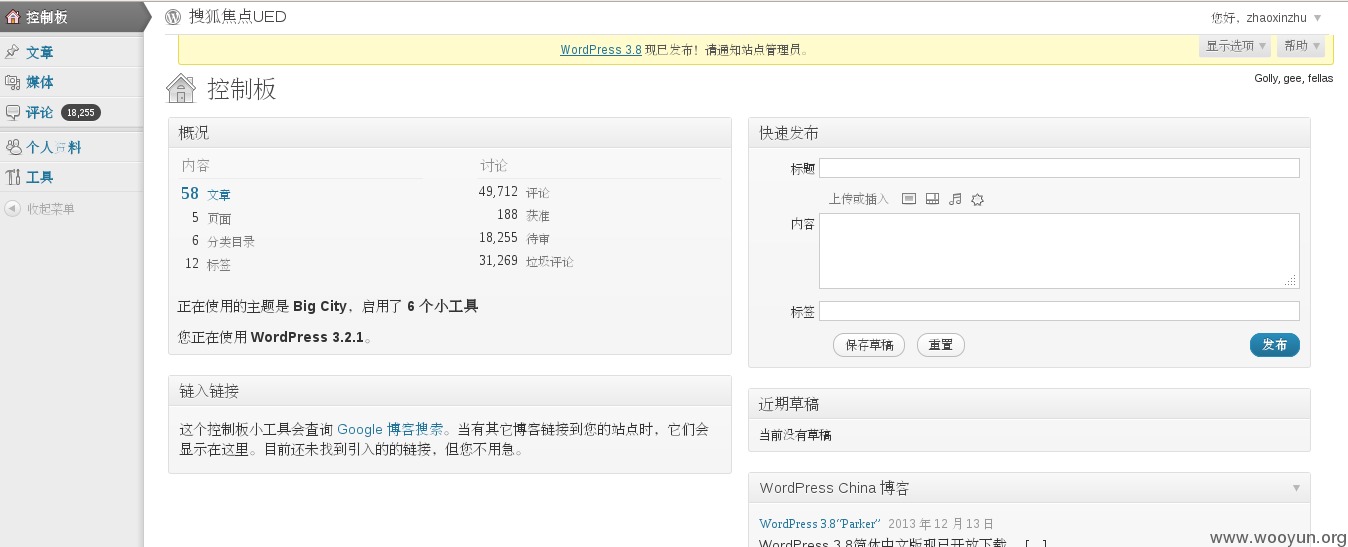 控制板
文章
媒体
评论 18,255
个人资料
工具
收起菜单
搜狐焦点UED
您好，zhaoxinzhu
WordPress 3.8 现已发布！请通知站点管理员。
显示选项
帮助
Golly, gee, fellas
控制板
概况
内容
58 文章
5 页面
6 分类目录
12 标签
讨论
49,712 评论
188 获准
18,255 待审
31,269 垃圾评论
正在使用的主题是 Big City，启用了 6 个小工具
您正在使用 WordPress 3.2.1。
链入链接
这个控制板小工具会查询 Google 博客搜索。当有其它博客链接到您的站点时，它们会
显示在这里。目前还未找到引入的的链接，但您不用急。
快速发布
标题
上传或插入
内容
标签
保存草稿
重置
发布
近期草稿
当前没有草稿
WordPress China 博客
WordPress 3.8“Parker” 2013 年 12 月 13 日
WordPress 3.8简体中文版现已开放下载。 [...]
www.wooyun.org